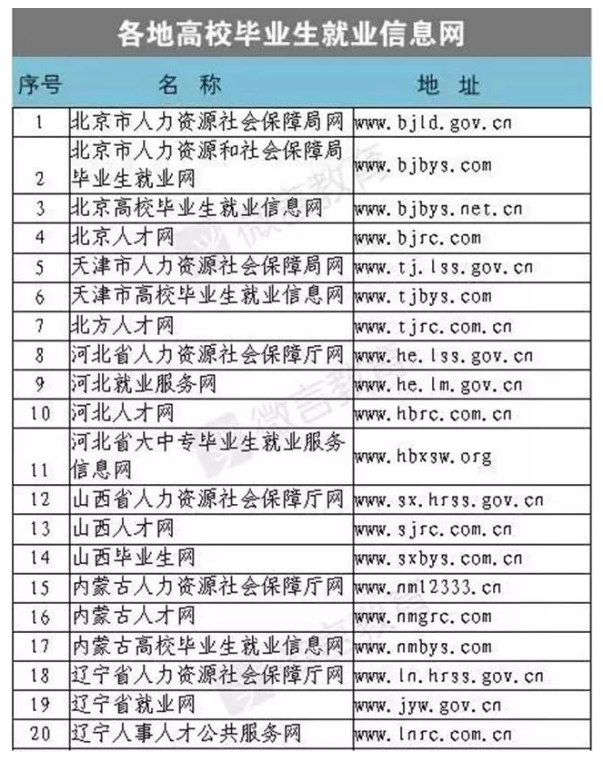 各地高校毕业生就业信息网
序号 名 称 地 址
1 北京市人力资源社会保障局网 www.bjld.gov.cn
北京市人力资源和社会保障局
2 毕业生就业网 www.bjbys.com
3 北京高校毕业生就业信息网 www.bjbys.net.cn
4 北京人才网 www.bjrc.com
5 天津市人力资源社会保障局网 www.tj.lss.gov.cn
6 天津市高校毕业生就业信息网 www.tjbys.com
7 北方人才网 www.tjrc.com.cn
8 河北省人力资源社会保障厅网 www.he.lss.gov.cn
9 河北就业服务网 www.he.lm.gov.cn
10 河北人才网 www.hbrc.com.cn
河北省大中专毕业生就业服务
11 信息网 www.hbxsw.org
12 山西省人力资源社会保障厅网 www.sx.hrss.gov.cn
13 山西人才网 www.sjrc.com.cn
14 山西毕业生网 www.sxbys.com.cn
15 内蒙古人力资源社会保障厅网 www.nm12333.cn
16 内蒙古人才网 www.nmgrc.com
17 内蒙古高校毕业生就业信息网 www.nmbys.com
18 辽宁省人力资源社会保障厅网 www.ln.hrss.gov.cn
19 辽宁省就业网 www.jyw.gov.cn
20 辽宁人事人才公共服务网 www.lnrc.com.cn
微言教育
微言教育
微言教育